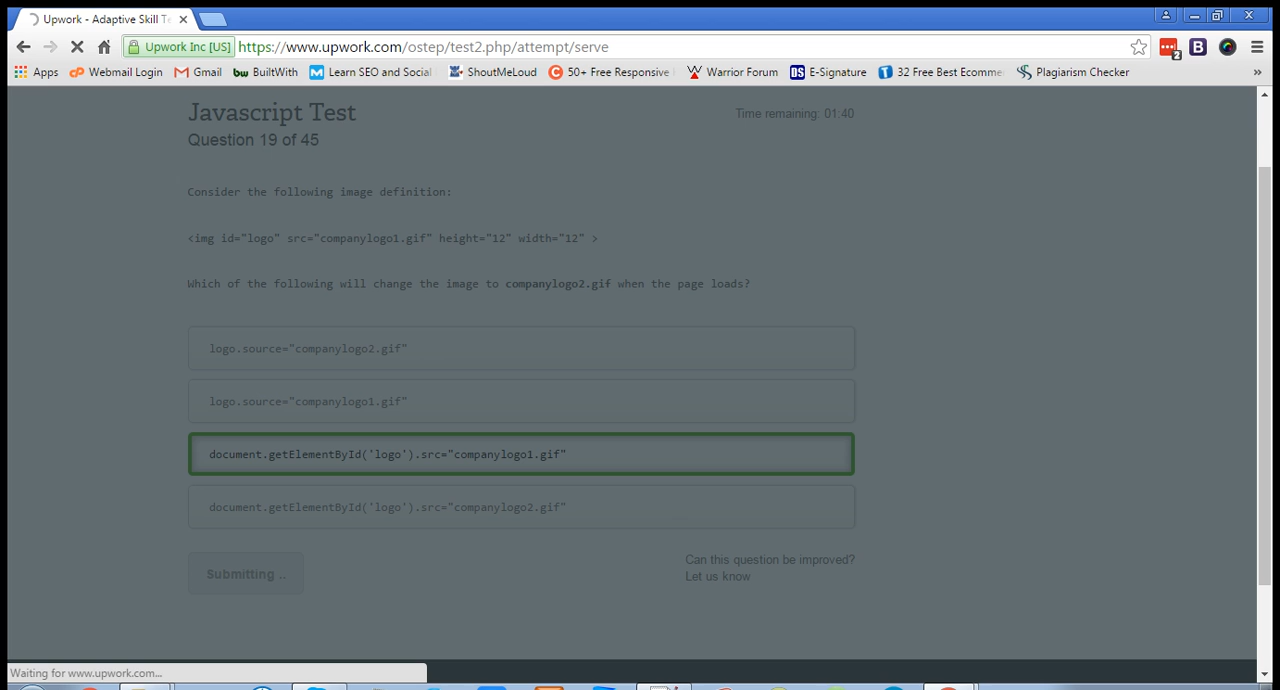 Upwork - Adaptive Skill Te
Upwork Inc [US] https://www.upwork.com/ostep/test2.php/attempt/serve
2
Apps Webmail Login Gmail bw BuiltWith Learn SEO and Social ShoutMeLoud 50+ Free Responsive Warrior Forum DS E-Signature 32 Free Best Ecomme Plagiarism Checker »
Javascript Test
Time remaining: 01:40
Question 19 of 45
Consider the following image definition:
<img id="logo" src="companylogo1.gif" height="12" width="12" >
Which of the following will change the image to companylogo2.gif when the page loads?
logo.source="companylogo2.gif"
logo.source="companylogo1.gif"
document.getElementById('logo').src="companylogo1.gif"
document.getElementById('logo').src="companylogo2.gif"
Submitting ..
Can this question be improved?
Let us know
Waiting for www.upwork.com...